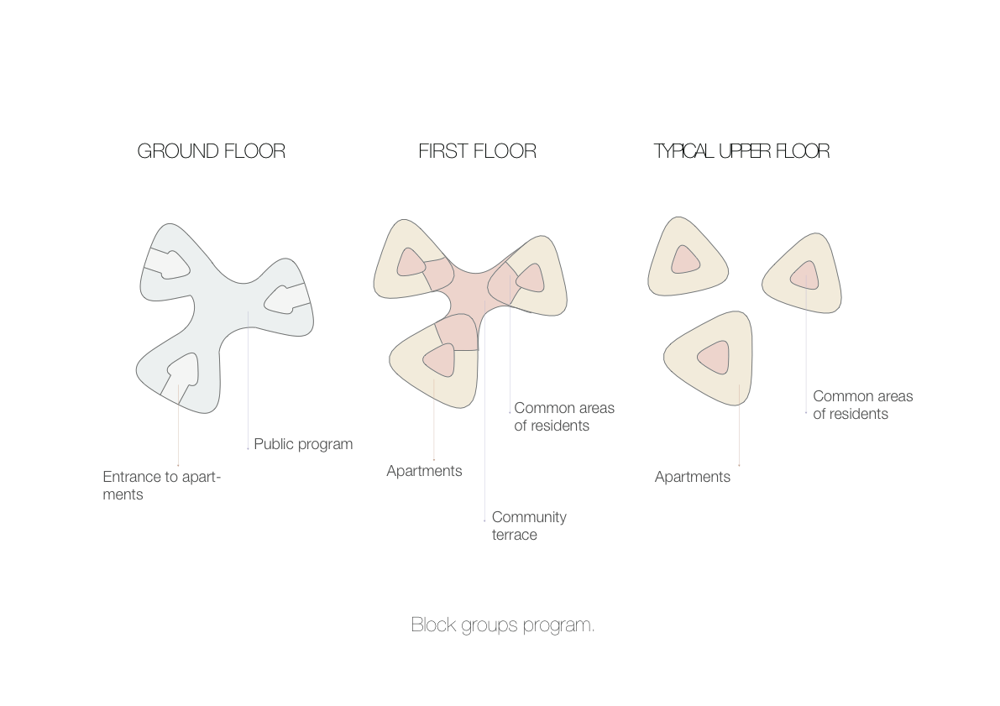 GROUND FLOOR
FIRST FLOOR
TYPICAL UPPER FLOOR
Common areas
of residents
Common areas
of residents
Public program
Apartments
Entrance to apart-
ments
Apartments
Community
terrace
Block groups program.